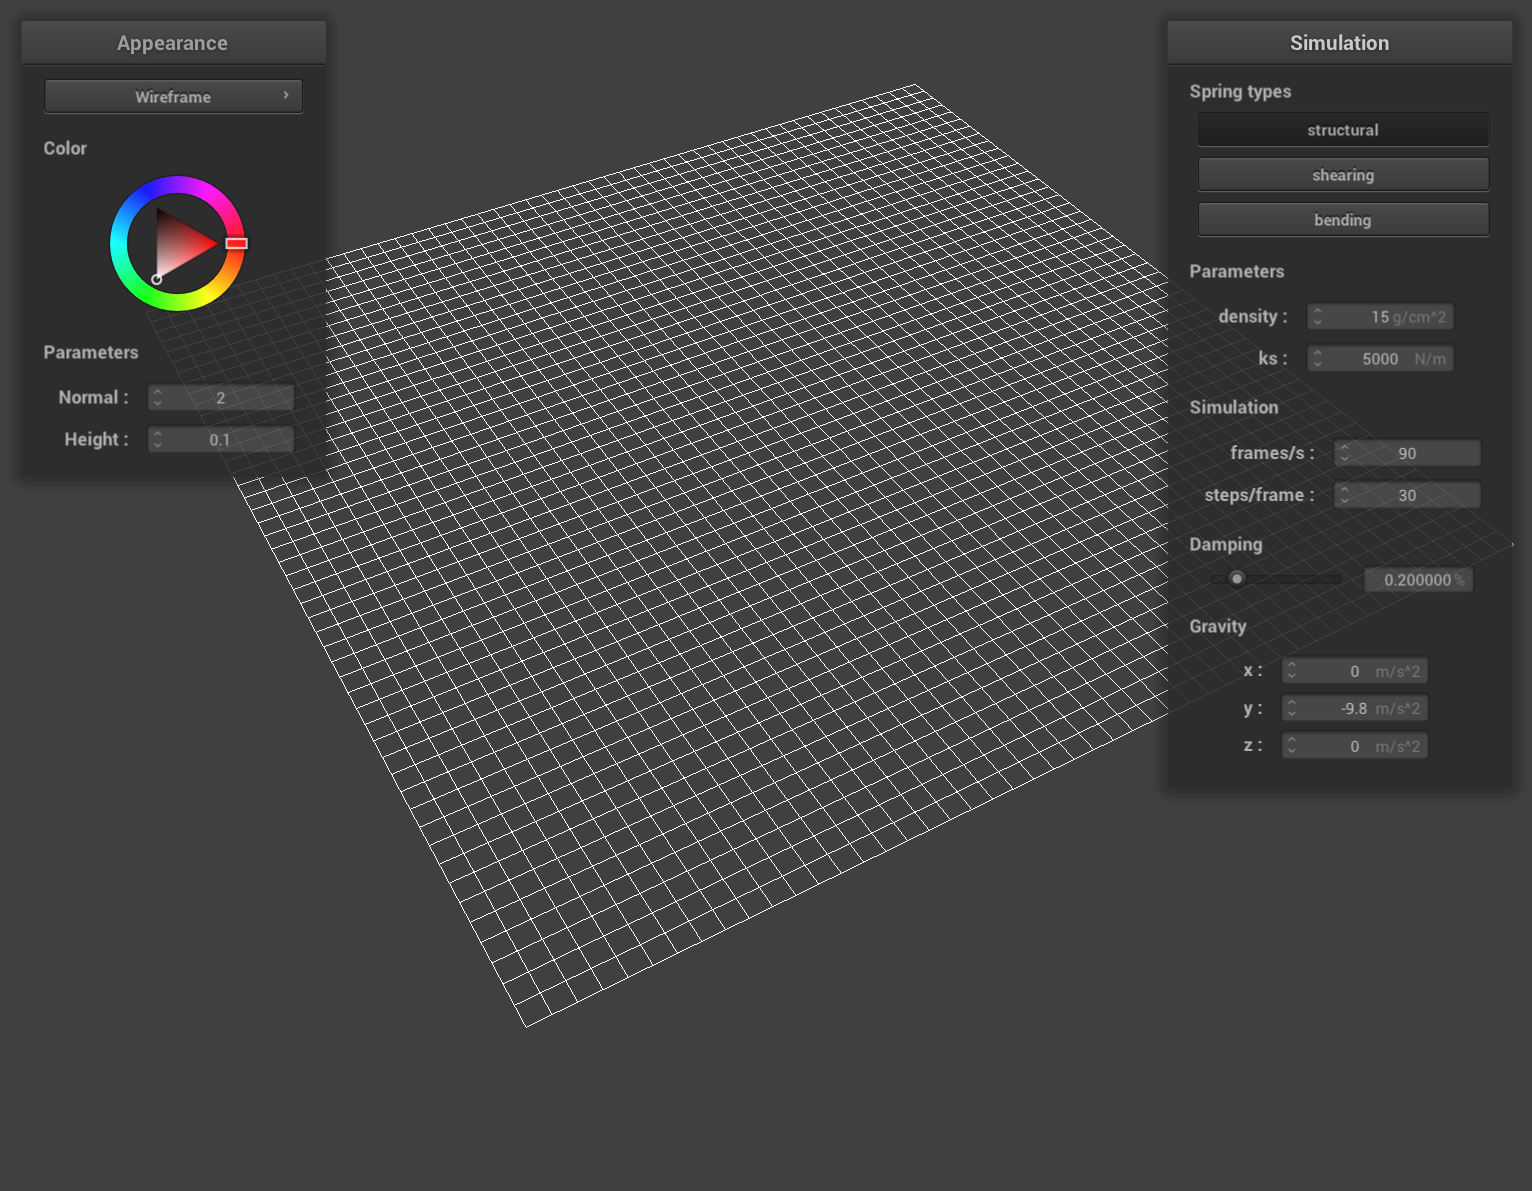 Appearance
Wireframe
Color
Parameters
Normal : 2
Height : 0.1
Simulation
Spring types
structural
shearing
bending
Parameters
density : 15 g/cm^2
ks : 5000 N/m
Simulation
frames/s : 90
steps/frame : 30
Damping
0.200000 %
Gravity
x : 0 m/s^2
y : -9.8 m/s^2
z : 0 m/s^2